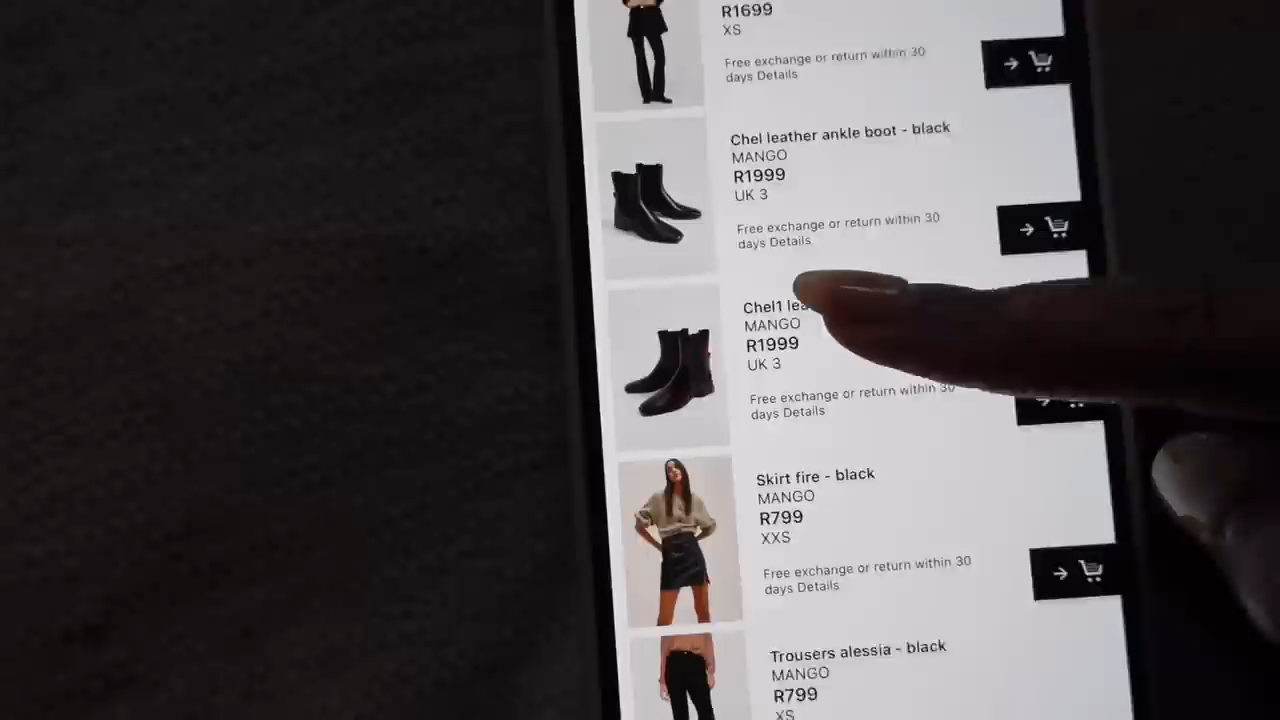 R1699
XS
Free exchange or return within 30
days Details
Chel leather ankle boot - black
MANGO
R1999
UK 3
Free exchange or return within 30
days Details
Chel1
MANGO
R1999
UK 3
Free exchange or return within 30
days Details
Skirt fire - black
MANGO
R799
XXS
Free exchange or return within 30
days Details
Trousers alessia - black
MANGO
R799
XS